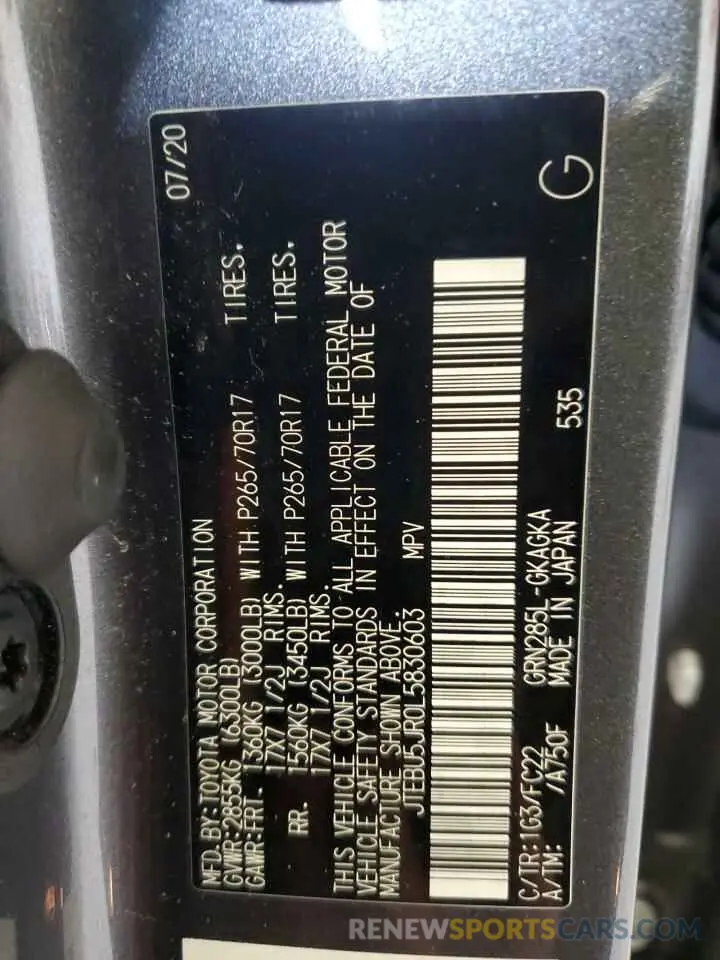 MFD. BY: TOYOTA MOTOR CORPORATION 07/20
GVWR: 2855KG (6300LB)
GAWR: FRT. 1360KG (3000LB) WITH P265/70R17 TIRES.
17X7 1/2J RIMS.
RR. 1560KG (3450LB) WITH P265/70R17 TIRES.
17X7 1/2J RIMS.
THIS VEHICLE CONFORMS TO ALL APPLICABLE FEDERAL MOTOR
VEHICLE SAFETY STANDARDS IN EFFECT ON THE DATE OF
MANUFACTURE SHOWN ABOVE.
JTEBU5JR0L5830603 MPV
C/TR: 1G3/FC22 GRN285L-GKAGKA
A/TM: /A750F MADE IN JAPAN 535 G
RENEWSPORTSCARS.COM